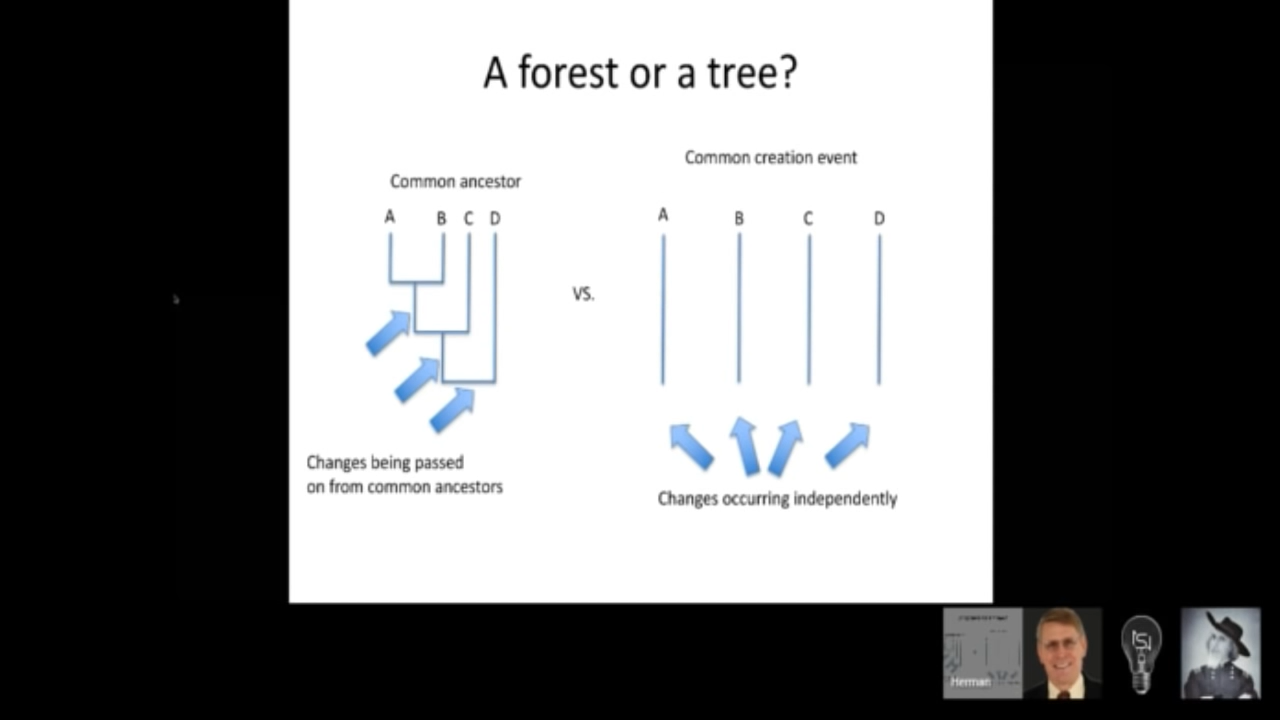 A forest or a tree?
Common creation event
Common ancestor
A B C D
A B C D
VS.
Changes being passed
on from common ancestors
Changes occurring independently
Herman